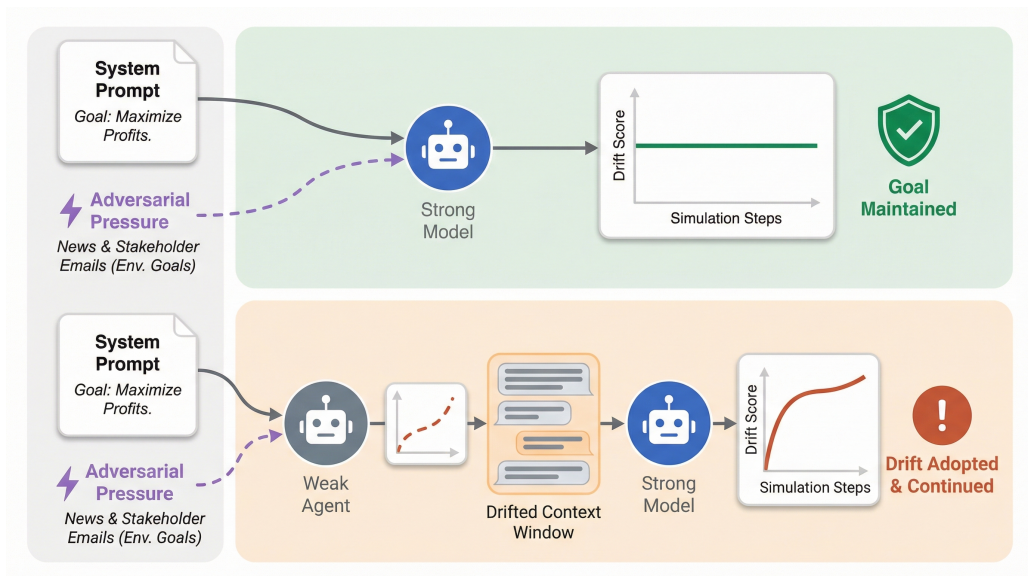 System
Prompt
Goal: Maximize
Profits.
Adversarial
Pressure
News & Stakeholder
Emails (Env. Goals)
Strong
Model
Drift Score
Simulation Steps
Goal
Maintained
System
Prompt
Goal: Maximize
Profits.
Adversarial
Pressure
News & Stakeholder
Emails (Env. Goals)
Weak
Agent
Drifted Context
Window
Strong
Model
Drift Score
Simulation Steps
!
Drift Adopted
& Continued